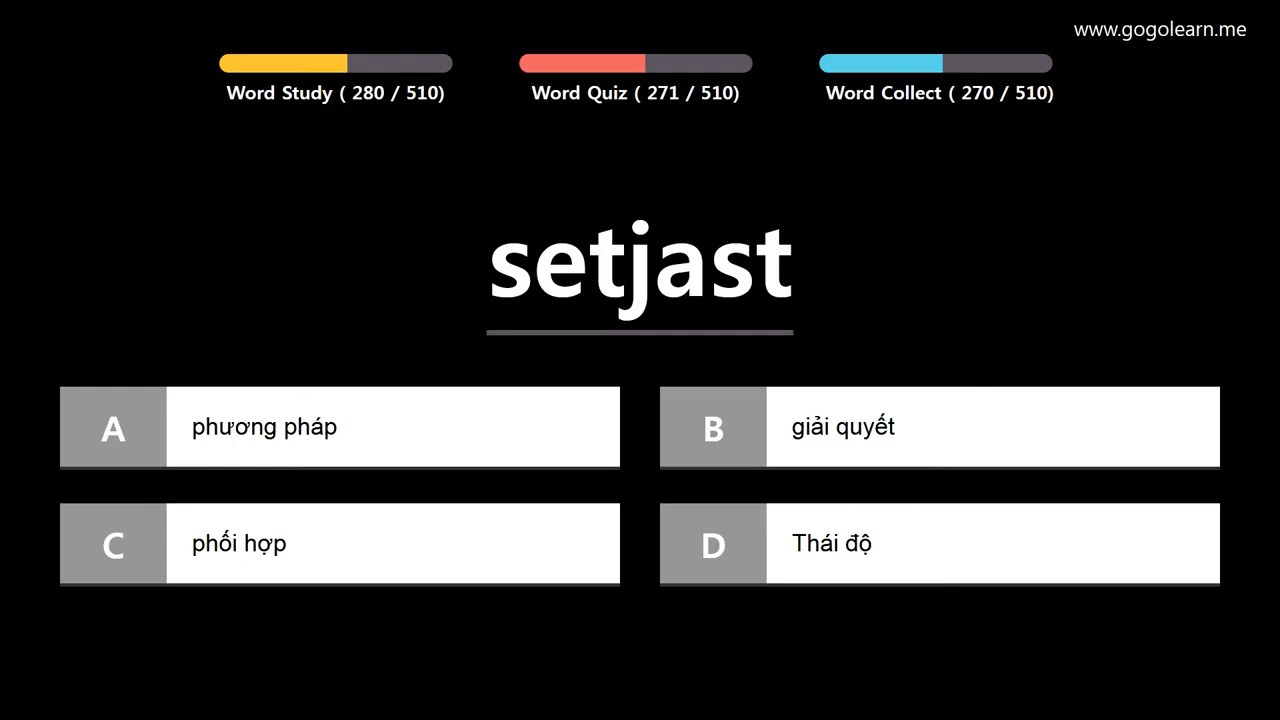 www.gogolearn.me
Word Study ( 280 / 510)
Word Quiz ( 271 / 510)
Word Collect ( 270 / 510)
setjast
A phương pháp
B giải quyết
C phối hợp
D Thái độ